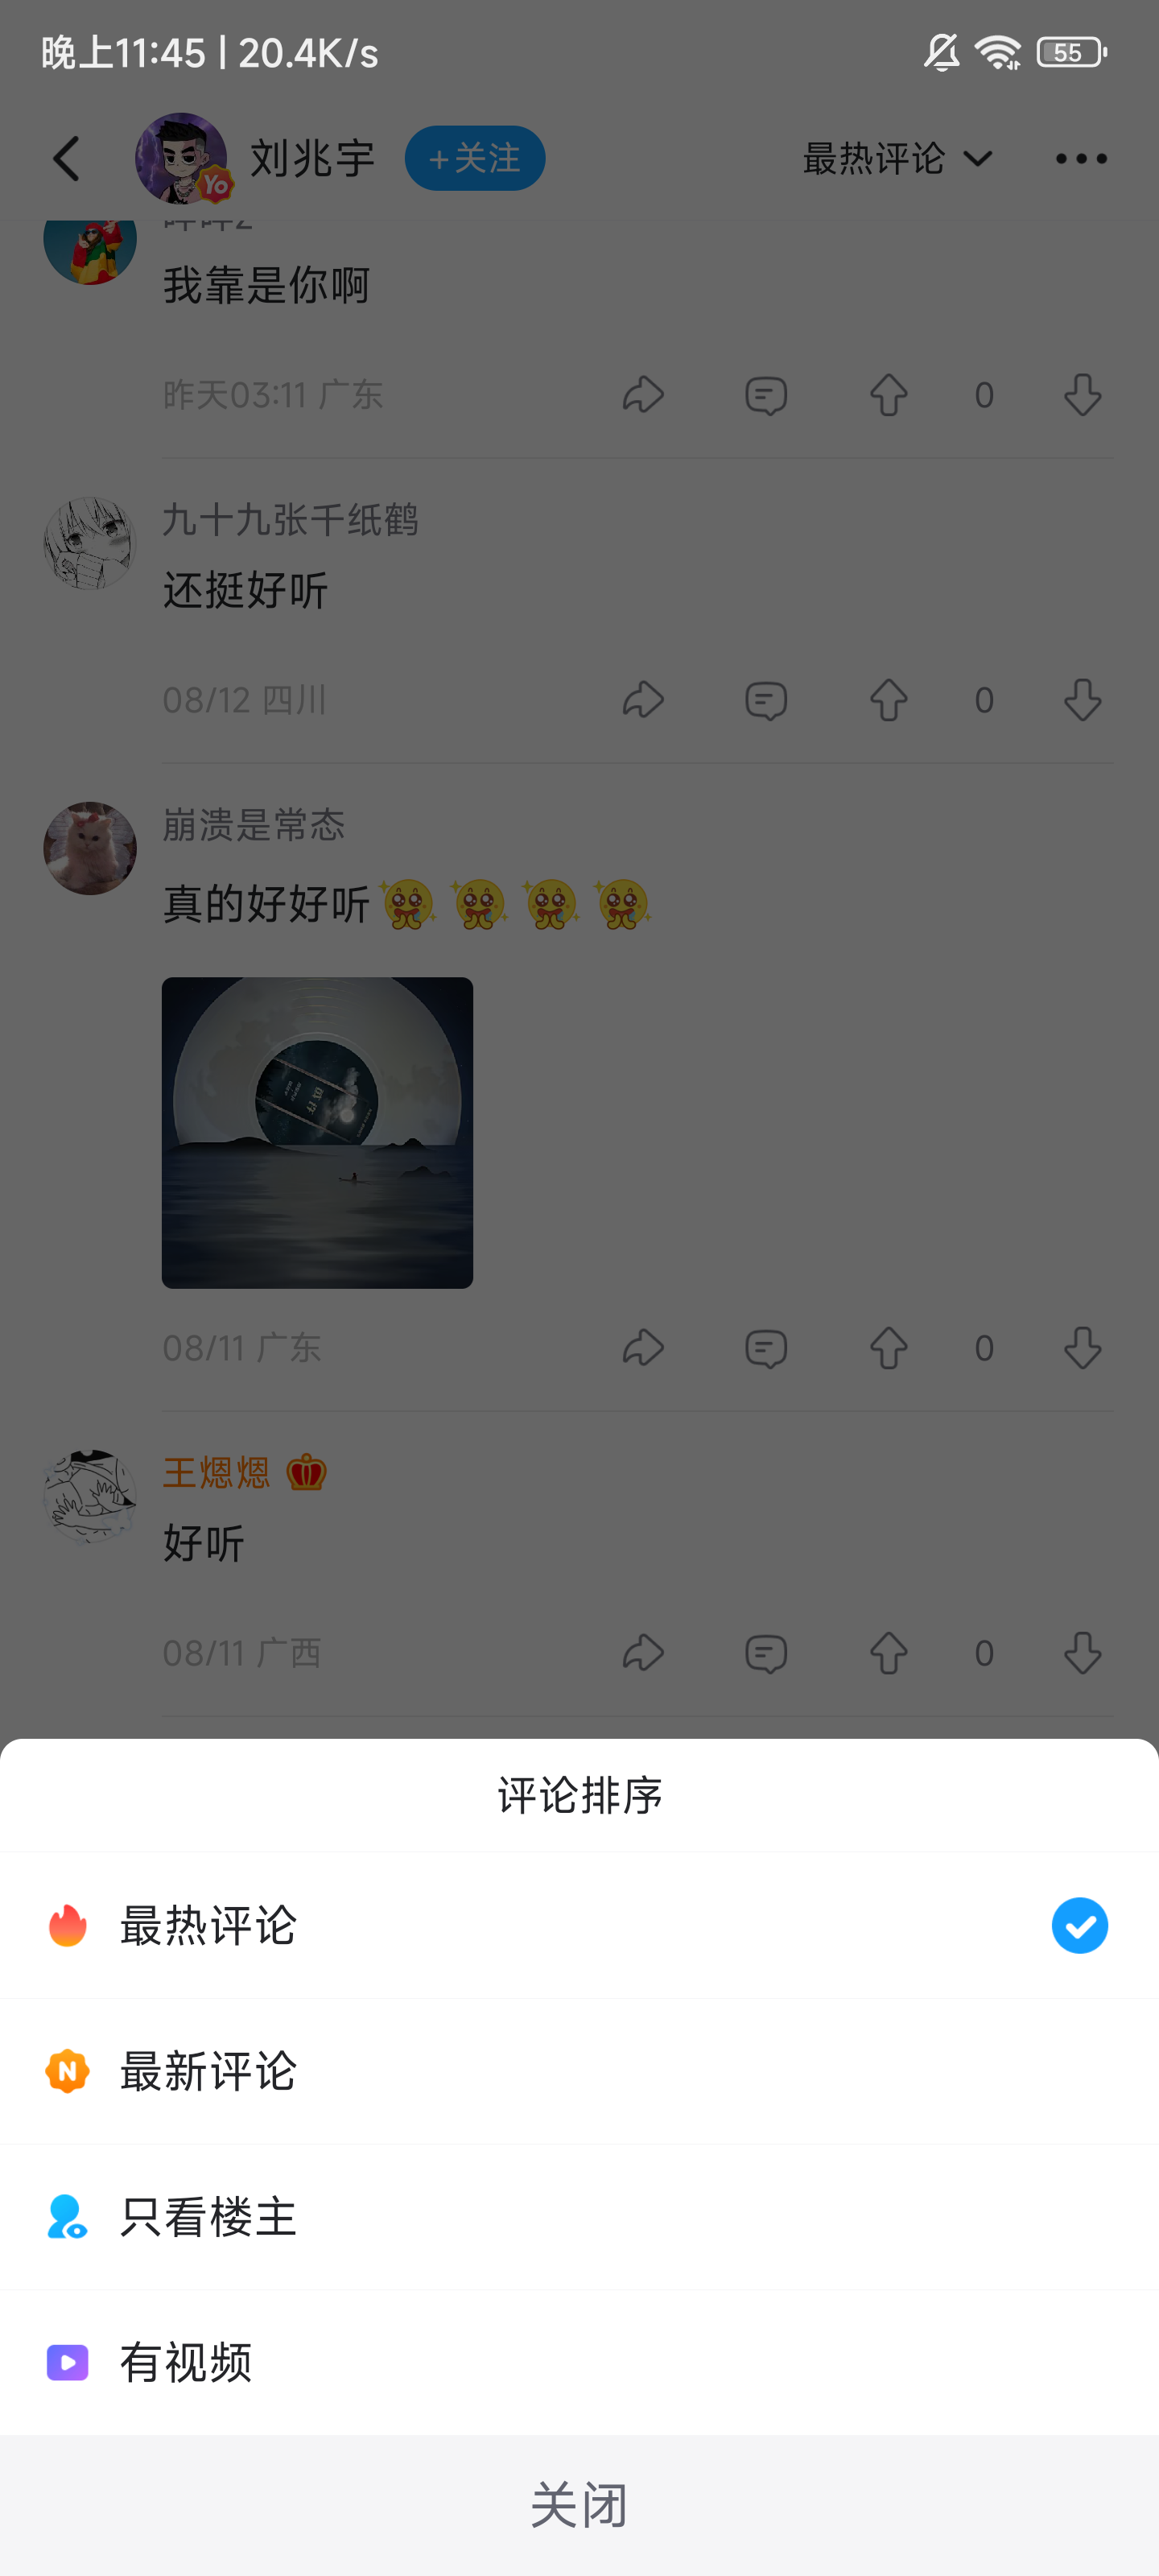 晚上11:45 | 20.4K/s
55
刘兆宇
+关注
最热评论
Yo
我靠是你啊
昨天03:11 广东
0
九十九张千纸鹤
还挺好听
08/12 四川
0
崩溃是常态
真的好好听
08/11 广东
0
王煾煾
好听
08/11 广西
0
评论排序
最热评论
N 最新评论
只看楼主
有视频
关闭